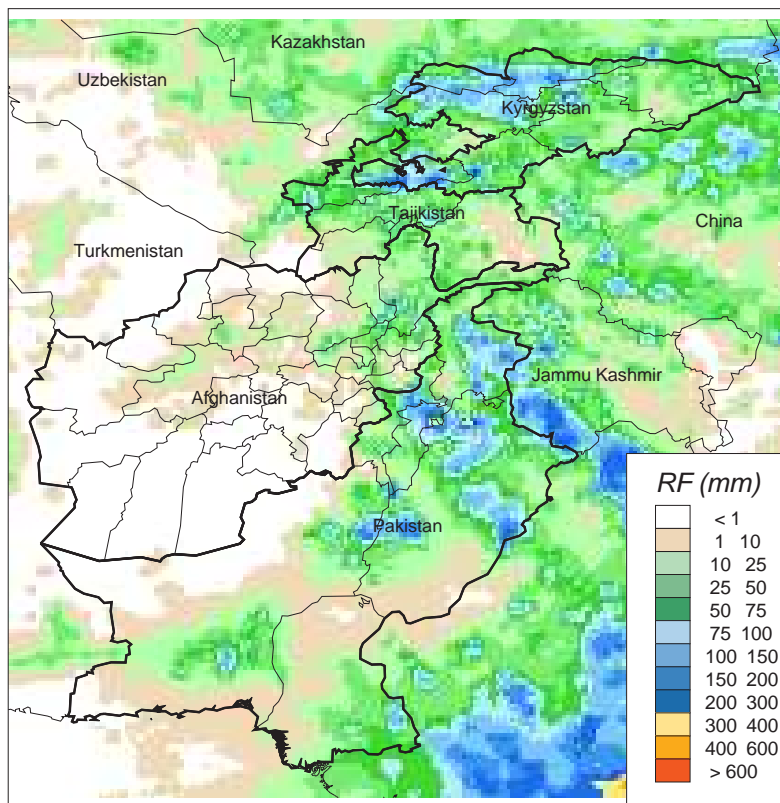 Kazakhstan
Uzbekistan
Kyrgyzstan
Tajikistan
China
Turkmenistan
Jammu Kashmir
Afghanistan
Pakistan
RF (mm)
< 1
1 10
10 25
25 50
50 75
75 100
100 150
150 200
200 300
300 400
400 600
> 600